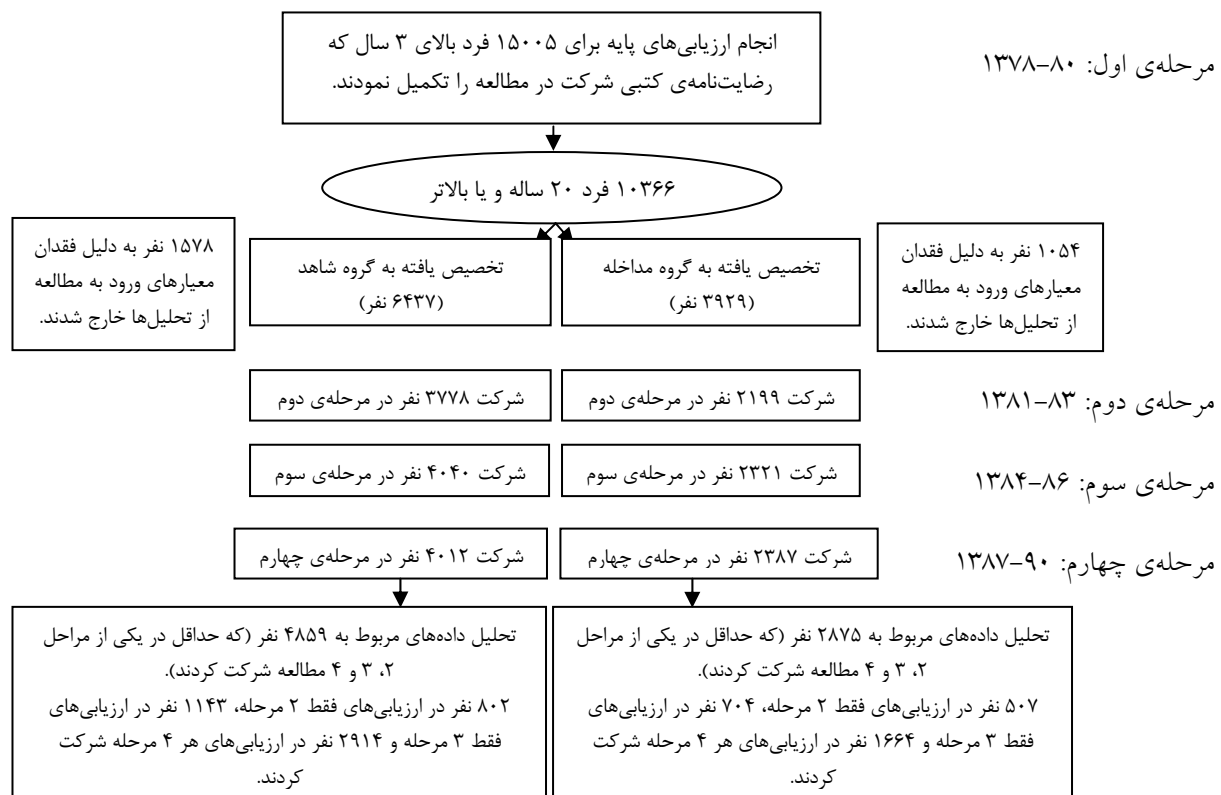 مرحله‌ی اول: ۸۰-۱۳۷۸
انجام ارزیابی‌های پایه برای ۱۵۰۰۵ فرد بالای ۳ سال که
رضایت‌نامه‌ی کتبی شرکت در مطالعه را تکمیل نمودند.
۱۰۳۶۶ فرد ۲۰ ساله و یا بالاتر
۱۰۵۴ نفر به دلیل فقدان
معیارهای ورود به مطالعه
از تحلیل‌ها خارج شدند.
تخصیص یافته به گروه مداخله
(۳۹۲۹ نفر)
تخصیص یافته به گروه شاهد
(۶۴۳۷ نفر)
۱۵۷۸ نفر به دلیل فقدان
معیارهای ورود به مطالعه
از تحلیل‌ها خارج شدند.
مرحله‌ی دوم: ۸۳-۱۳۸۱
شرکت ۲۱۹۹ نفر در مرحله‌ی دوم
شرکت ۳۷۷۸ نفر در مرحله‌ی دوم
مرحله‌ی سوم: ۸۶-۱۳۸۴
شرکت ۲۳۲۱ نفر در مرحله‌ی سوم
شرکت ۴۰۴۰ نفر در مرحله‌ی سوم
مرحله‌ی چهارم: ۹۰-۱۳۸۷
شرکت ۲۳۸۷ نفر در مرحله‌ی چهارم
شرکت ۴۰۱۲ نفر در مرحله‌ی چهارم
تحلیل داده‌های مربوط به ۲۸۷۵ نفر (که حداقل در یکی از مراحل
۲، ۳ و ۴ مطالعه شرکت کردند).
۵۰۷ نفر در ارزیابی‌های فقط ۲ مرحله، ۷۰۴ نفر در ارزیابی‌های
فقط ۳ مرحله و ۱۶۶۴ نفر در ارزیابی‌های هر ۴ مرحله شرکت
کردند.
تحلیل داده‌های مربوط به ۴۸۵۹ نفر (که حداقل در یکی از مراحل
۲، ۳ و ۴ مطالعه شرکت کردند).
۸۰۲ نفر در ارزیابی‌های فقط ۲ مرحله، ۱۱۴۳ نفر در ارزیابی‌های
فقط ۳ مرحله و ۲۹۱۴ نفر در ارزیابی‌های هر ۴ مرحله شرکت
کردند.